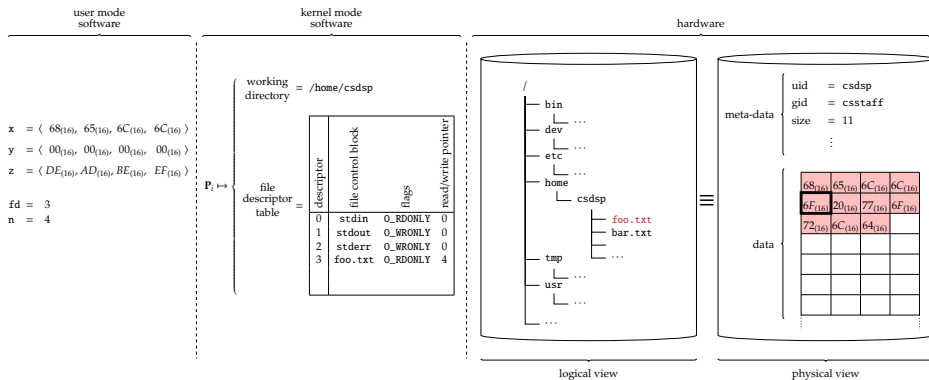 user mode
software
kernel mode
software
hardware
x = ⟨ 68(16), 65(16), 6C(16), 6C(16) ⟩
y = ⟨ 00(16), 00(16), 00(16), 00(16) ⟩
z = ⟨ DE(16), AD(16), BE(16), EF(16) ⟩
fd = 3
n = 4
Pi ↦
working
directory = /home/csdsp
file
descriptor
table
=
descriptor file control block flags read/write pointer
0 stdin O_RDONLY 0
1 stdout O_WRONLY 0
2 stderr O_WRONLY 0
3 foo.txt O_RDONLY 4
/
bin
...
dev
...
etc
...
home
csdsp
foo.txt
bar.txt
...
tmp
...
usr
...
...
≡
meta-data
uid = csdsp
gid = csstaff
size = 11
⋮
data
68(16) 65(16) 6C(16) 6C(16)
6F(16) 20(16) 77(16) 6F(16)
72(16) 6C(16) 64(16)
logical view
physical view